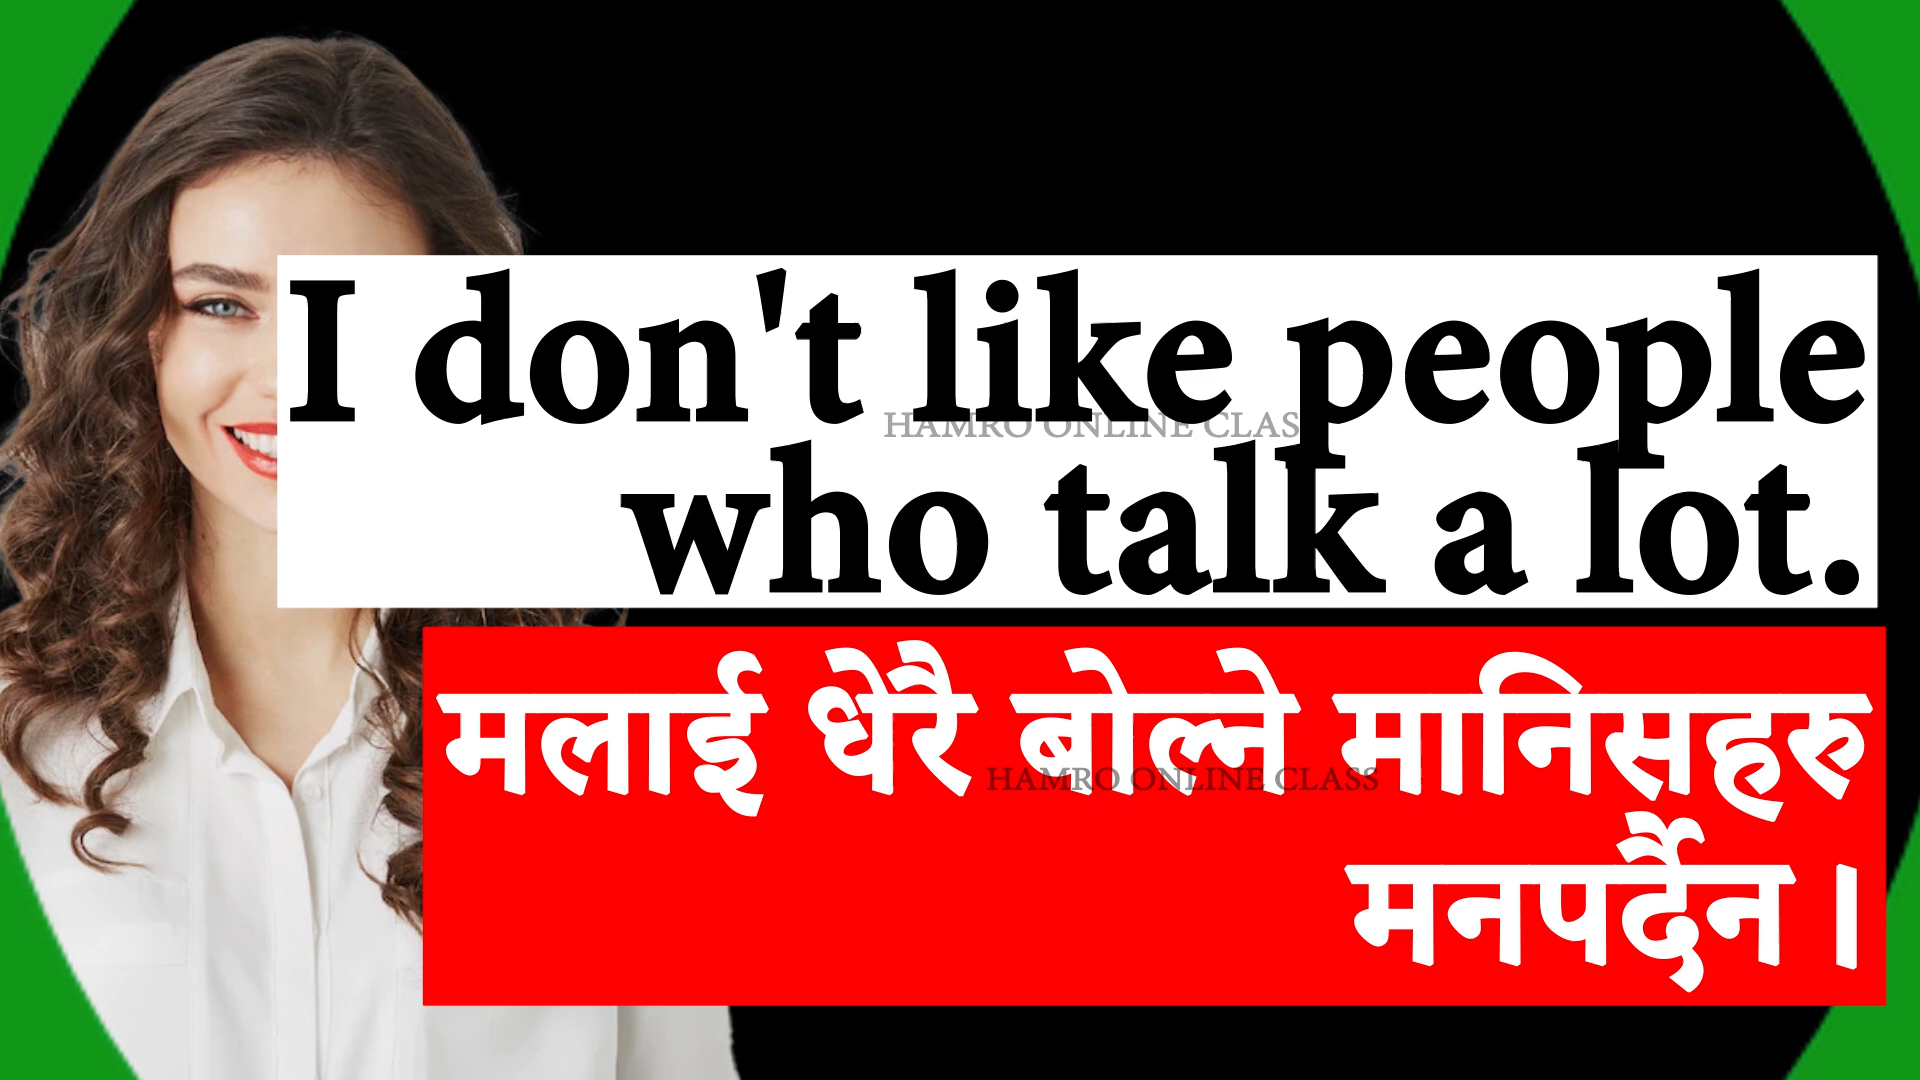 I don't like people
HAMRO ONLINE CLAS
who talk a lot.
मलाई धेरै बोल्ने मानिसहरु
HAMRO ONLINE CLASS
मनपर्दैन ।